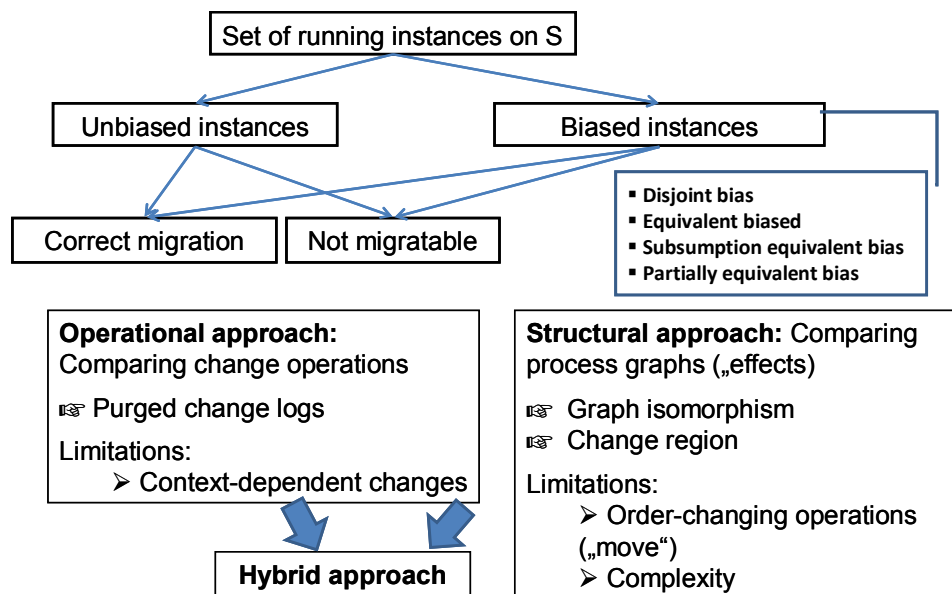 Set of running instances on S
Unbiased instances
Biased instances
▪ Disjoint bias
▪ Equivalent biased
▪ Subsumption equivalent bias
▪ Partially equivalent bias
Correct migration
Not migratable
Operational approach:
Comparing change operations
☞ Purged change logs
Limitations:
➢ Context-dependent changes
Structural approach: Comparing
process graphs („effects)
☞ Graph isomorphism
☞ Change region
Limitations:
➢ Order-changing operations
(„move“)
➢ Complexity
Hybrid approach